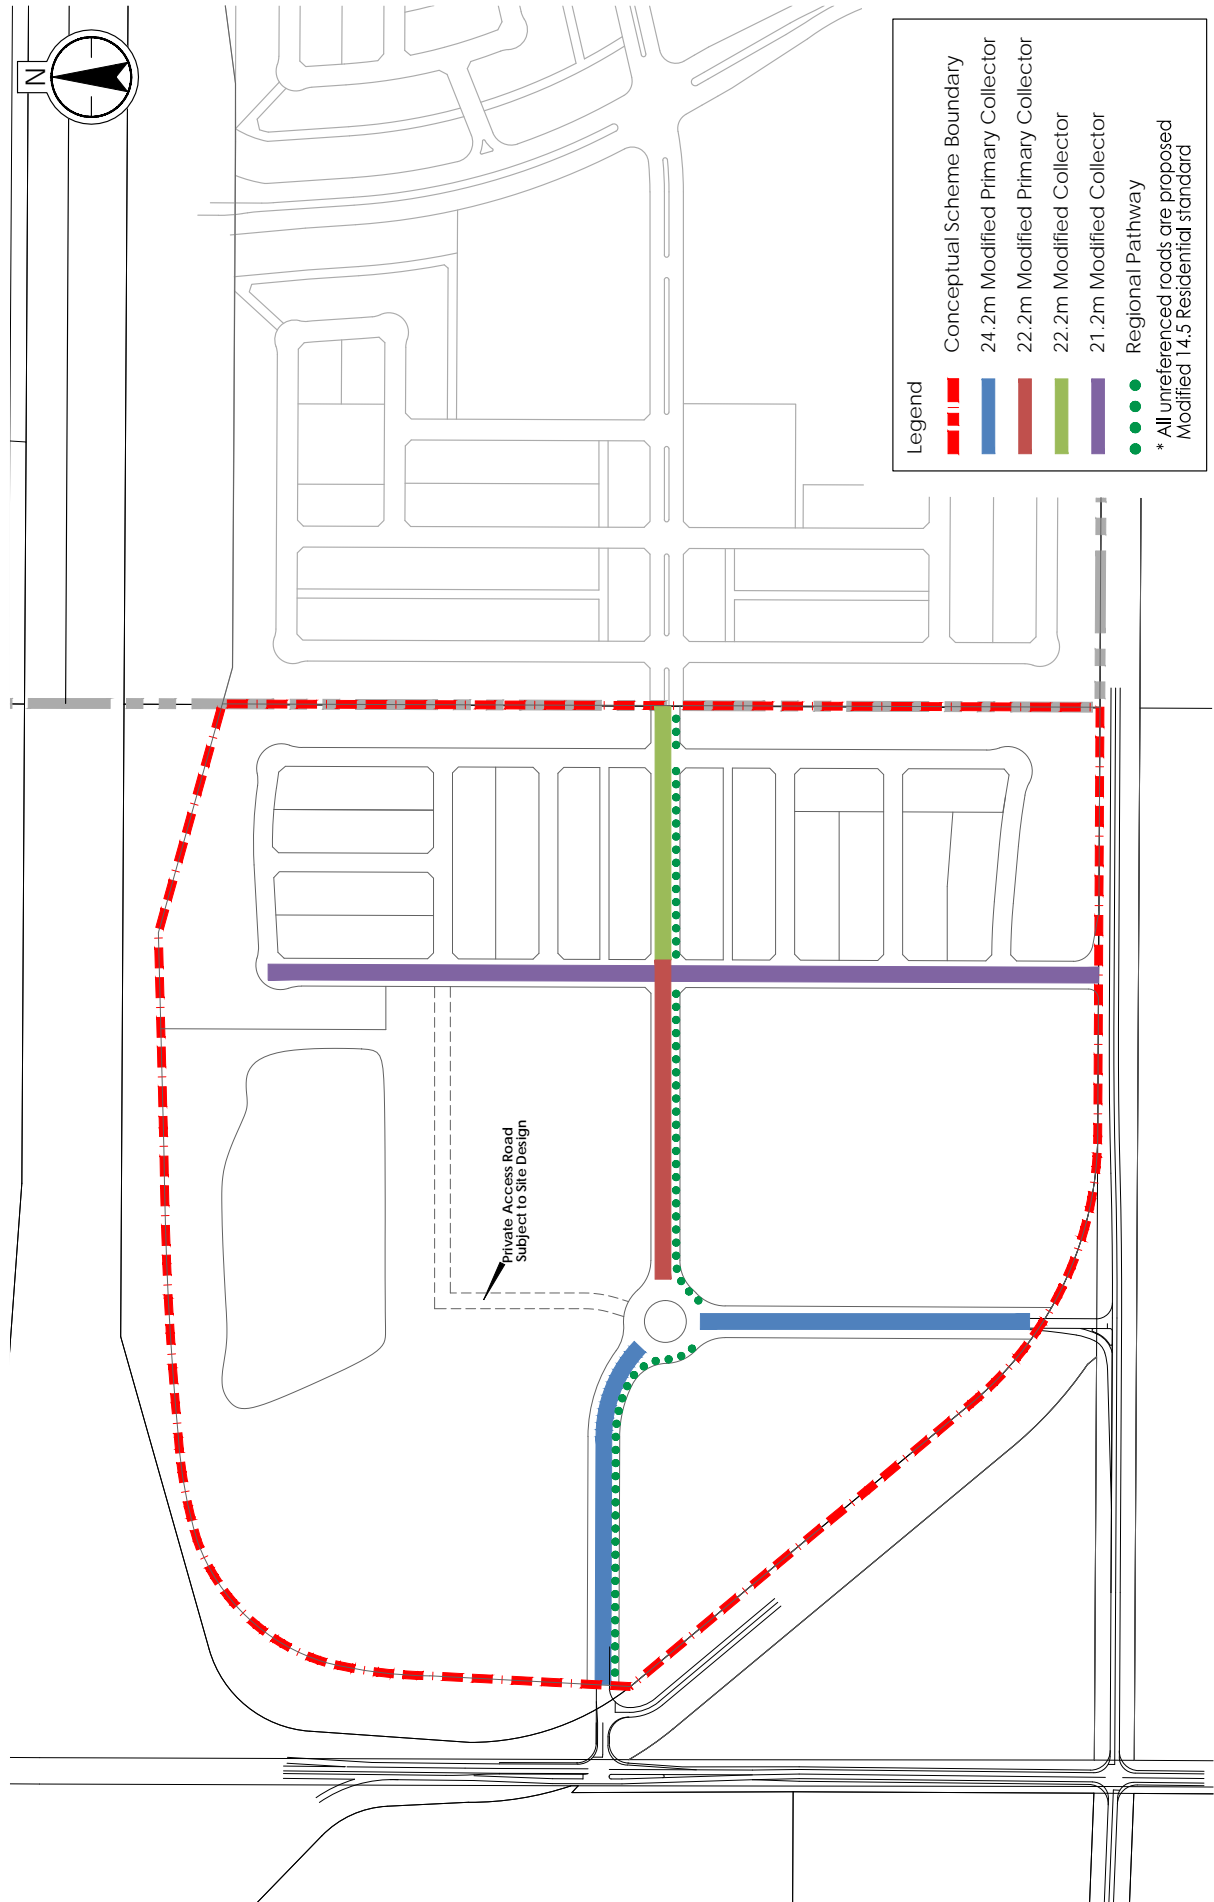 N
Legend
Conceptual Scheme Boundary
24.2m Modified Primary Collector
22.2m Modified Primary Collector
22.2m Modified Collector
21.2m Modified Collector
Regional Pathway
* All unreferenced roads are proposed
Modified 14.5 Residential standard
Private Access Road
Subject to Site Design